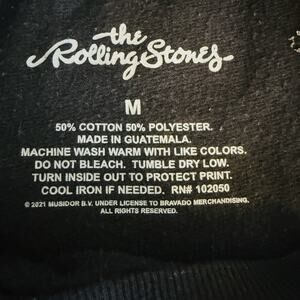 the
Rolling Stones
M
50% COTTON 50% POLYESTER.
MADE IN GUATEMALA.
MACHINE WASH WARM WITH LIKE COLORS.
DO NOT BLEACH. TUMBLE DRY LOW.
TURN INSIDE OUT TO PROTECT PRINT.
COOL IRON IF NEEDED. RN# 102050
© 2021 MUSIDOR B.V. UNDER LICENSE TO BRAVADO MERCHANDISING.
ALL RIGHTS RESERVED.